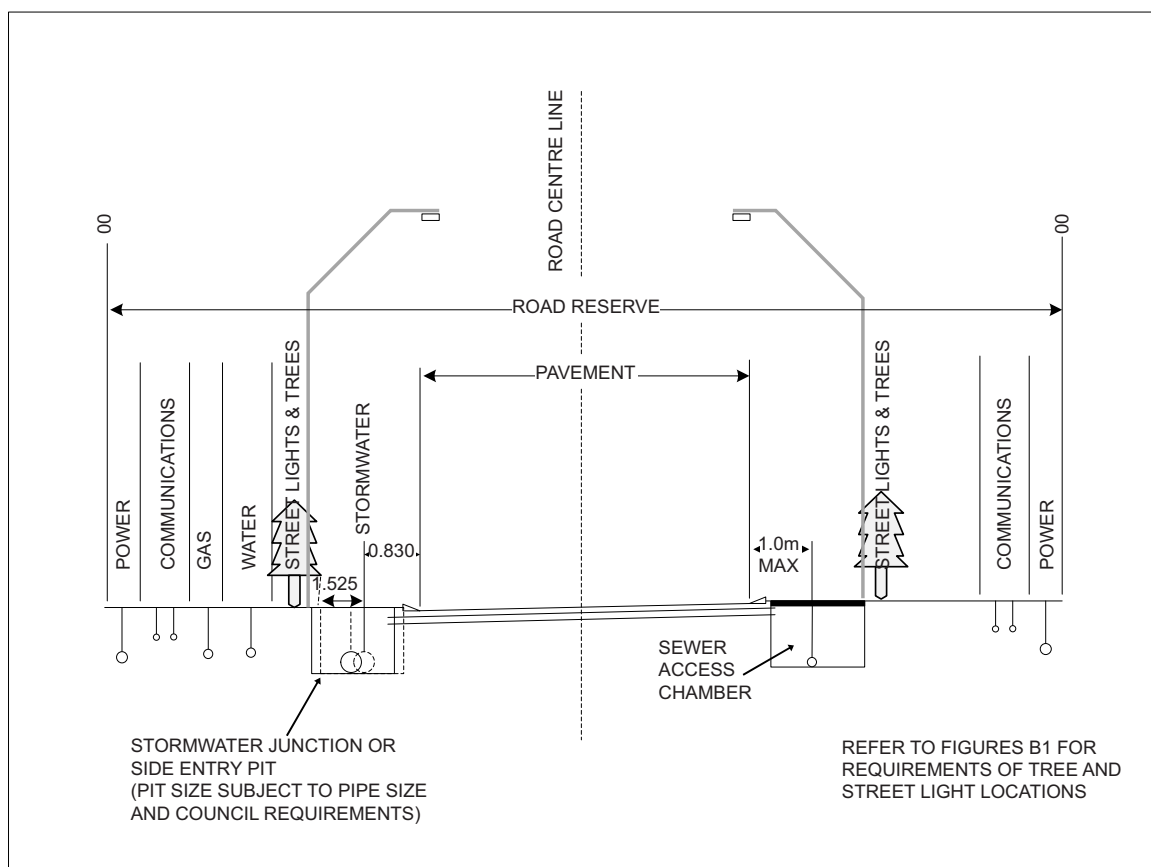 ROAD CENTRE LINE
00
00
ROAD RESERVE
PAVEMENT
POWER
COMMUNICATIONS
GAS
WATER
STREET LIGHTS & TREES
STORMWATER
0.830
1.525
1.0m
MAX
STREET LIGHTS & TREES
COMMUNICATIONS
POWER
SEWER
ACCESS
CHAMBER
STORMWATER JUNCTION OR
SIDE ENTRY PIT
(PIT SIZE SUBJECT TO PIPE SIZE
AND COUNCIL REQUIREMENTS)
REFER TO FIGURES B1 FOR
REQUIREMENTS OF TREE AND
STREET LIGHT LOCATIONS